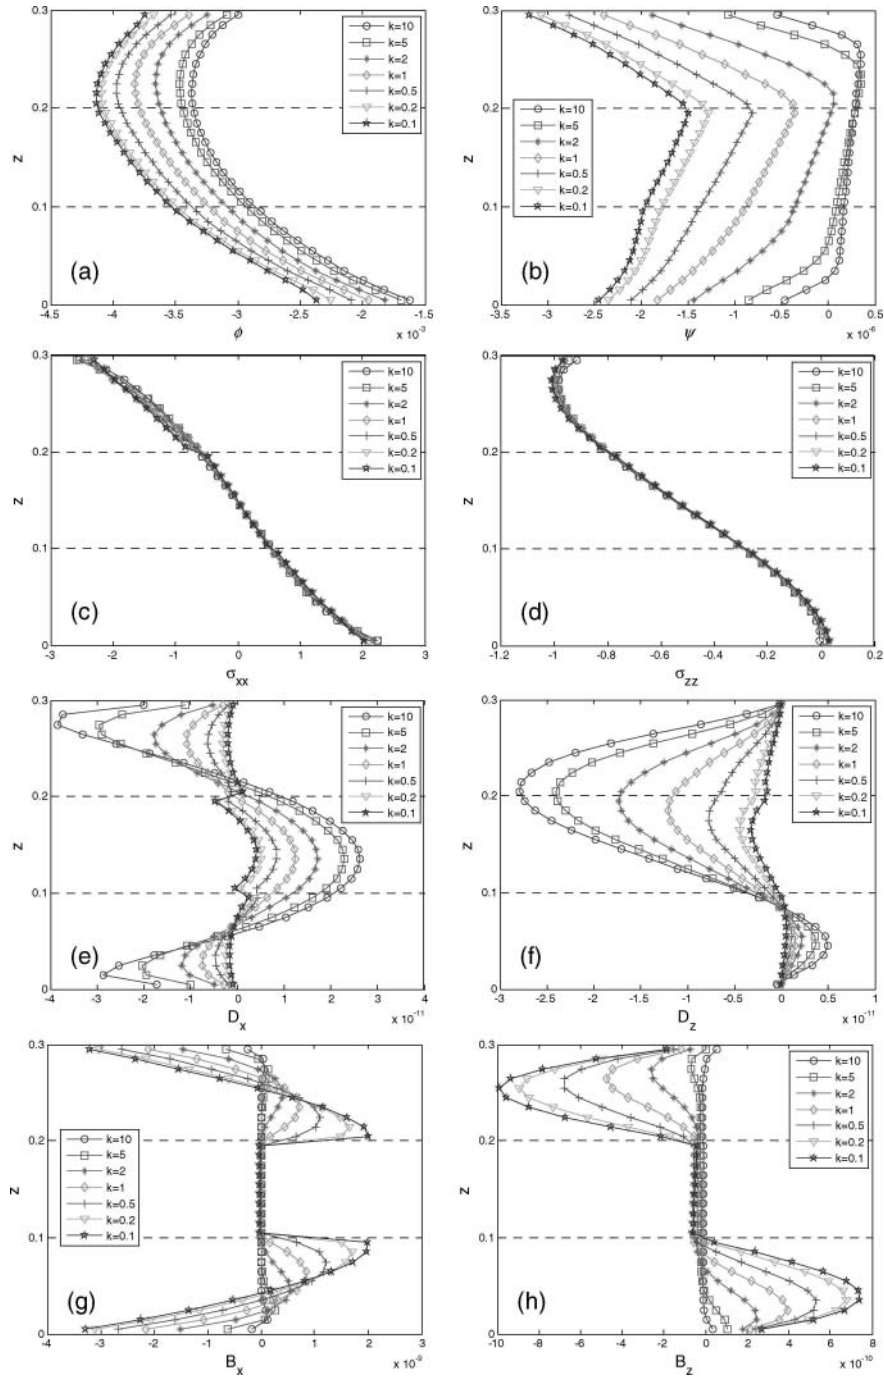 0.3
0.2
0.1
0
z
k=10
k=5
k=2
k=1
k=0.5
k=0.2
k=0.1
(a)
-4.5 -4 -3.5 -3 -2.5 -2 -1.5
ϕ x 10⁻³
0.3
0.2
0.1
0
z
k=10
k=5
k=2
k=1
k=0.5
k=0.2
k=0.1
(b)
-3.5 -3 -2.5 -2 -1.5 -1 -0.5 0 0.5
ψ x 10⁻⁶
0.3
0.2
0.1
0
z
k=10
k=5
k=2
k=1
k=0.5
k=0.2
k=0.1
(c)
-3 -2 -1 0 1 2 3
σxx
0.3
0.2
0.1
0
z
k=10
k=5
k=2
k=1
k=0.5
k=0.2
k=0.1
(d)
-1.2 -1 -0.8 -0.6 -0.4 -0.2 0 0.2
σzz
0.3
0.2
0.1
0
z
k=10
k=5
k=2
k=1
k=0.5
k=0.2
k=0.1
(e)
-4 -3 -2 -1 0 1 2 3 4
Dx x 10⁻¹¹
0.3
0.2
0.1
0
z
k=10
k=5
k=2
k=1
k=0.5
k=0.2
k=0.1
(f)
-3 -2.5 -2 -1.5 -1 -0.5 0 0.5 1
Dz x 10⁻¹¹
0.3
0.2
0.1
0
z
k=10
k=5
k=2
k=1
k=0.5
k=0.2
k=0.1
(g)
-4 -3 -2 -1 0 1 2 3
Bx x 10⁻⁹
0.3
0.2
0.1
0
z
k=10
k=5
k=2
k=1
k=0.5
k=0.2
k=0.1
(h)
-10 -8 -6 -4 -2 0 2 4 6 8
Bz x 10⁻¹⁰